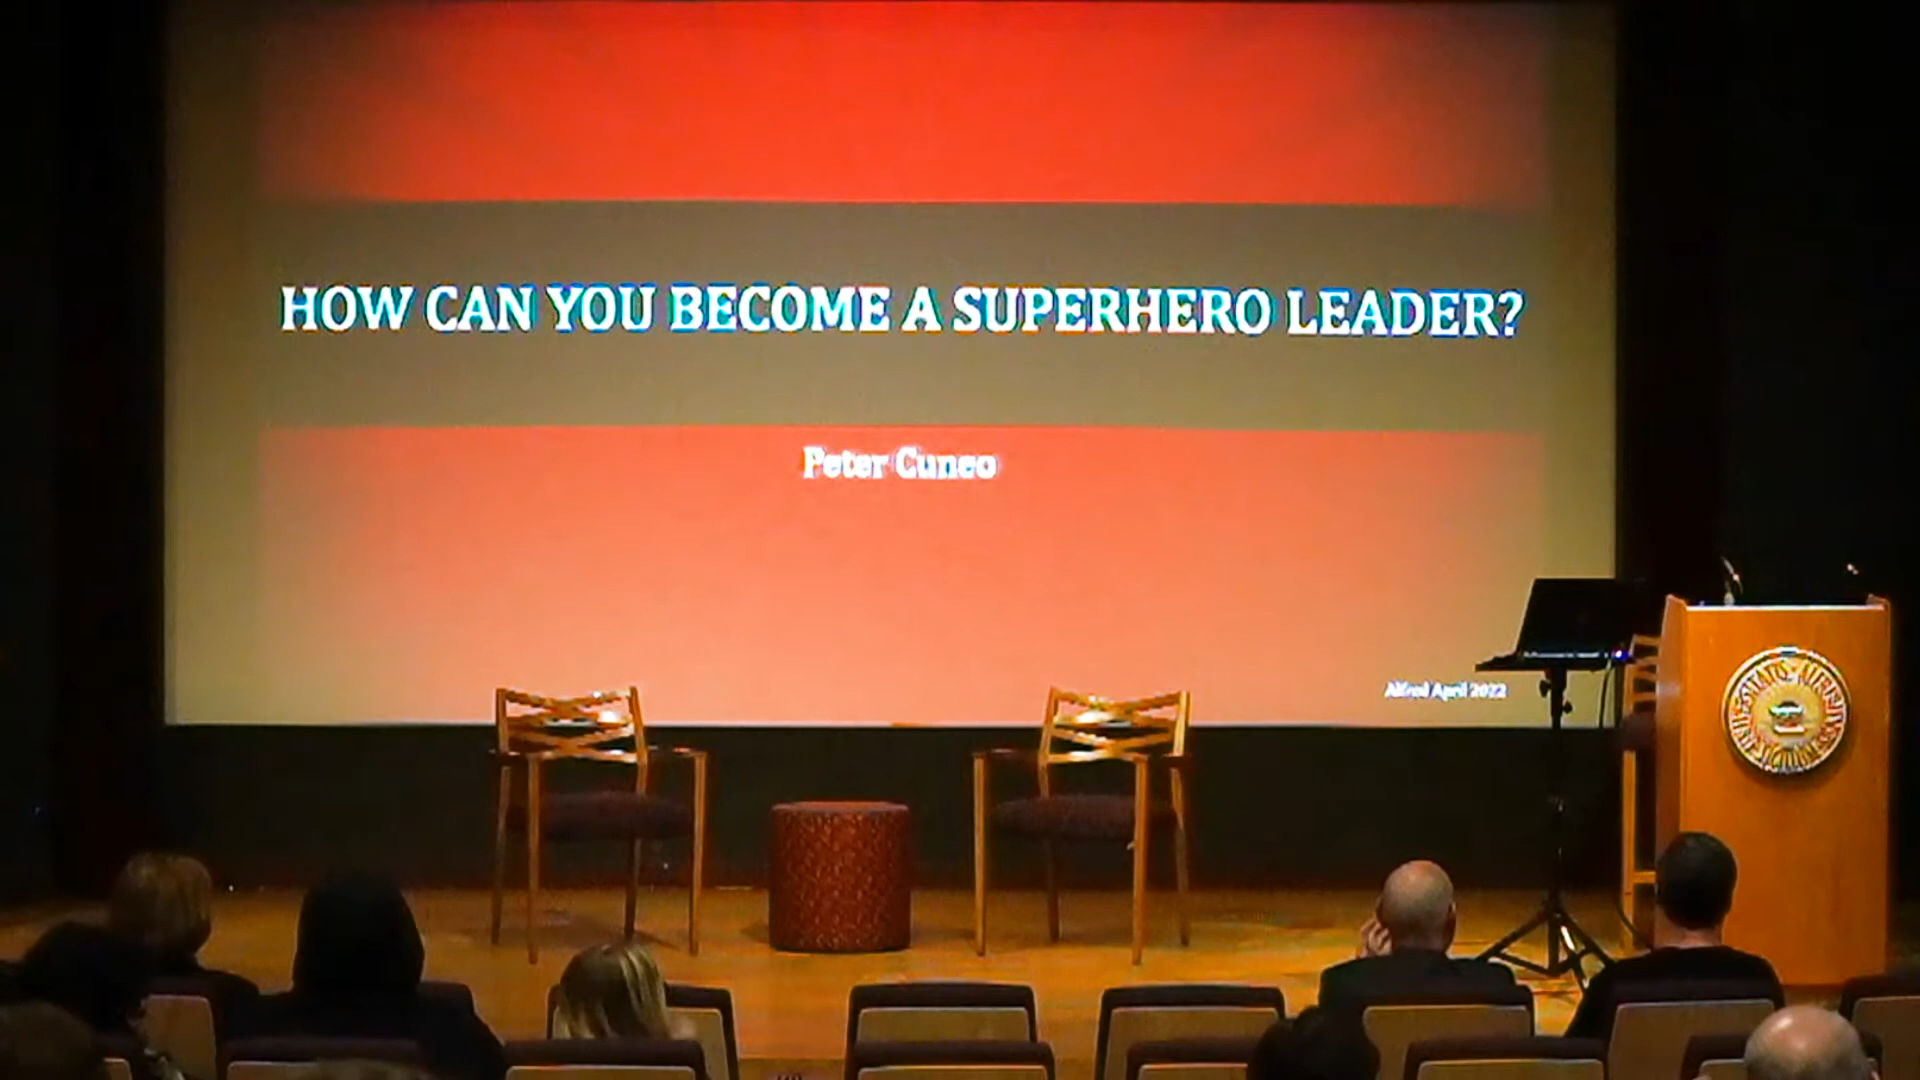 HOW CAN YOU BECOME A SUPERHERO LEADER?
Peter Cuneo
Alfred April 2022